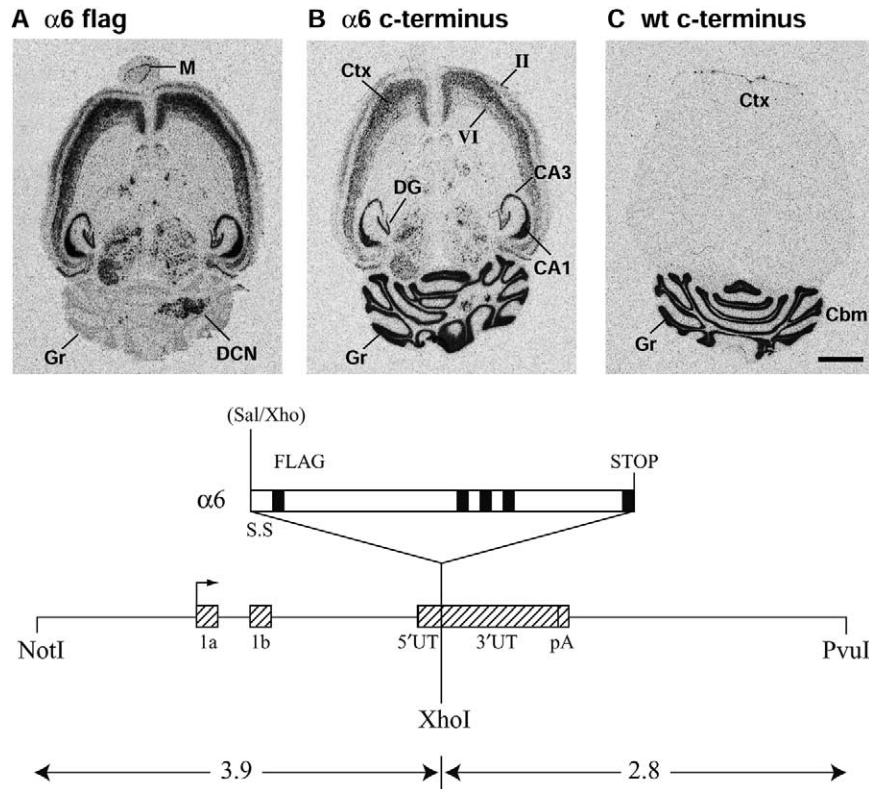 A α6 flag
B α6 c-terminus
C wt c-terminus
M
Ctx
II
Ctx
VI
CA3
DG
CA1
Cbm
Gr
DCN
Gr
Gr
(Sal/Xho)
FLAG
STOP
α6
S.S
NotI
1a
1b
5′UT
3′UT
pA
PvuI
XhoI
3.9
2.8